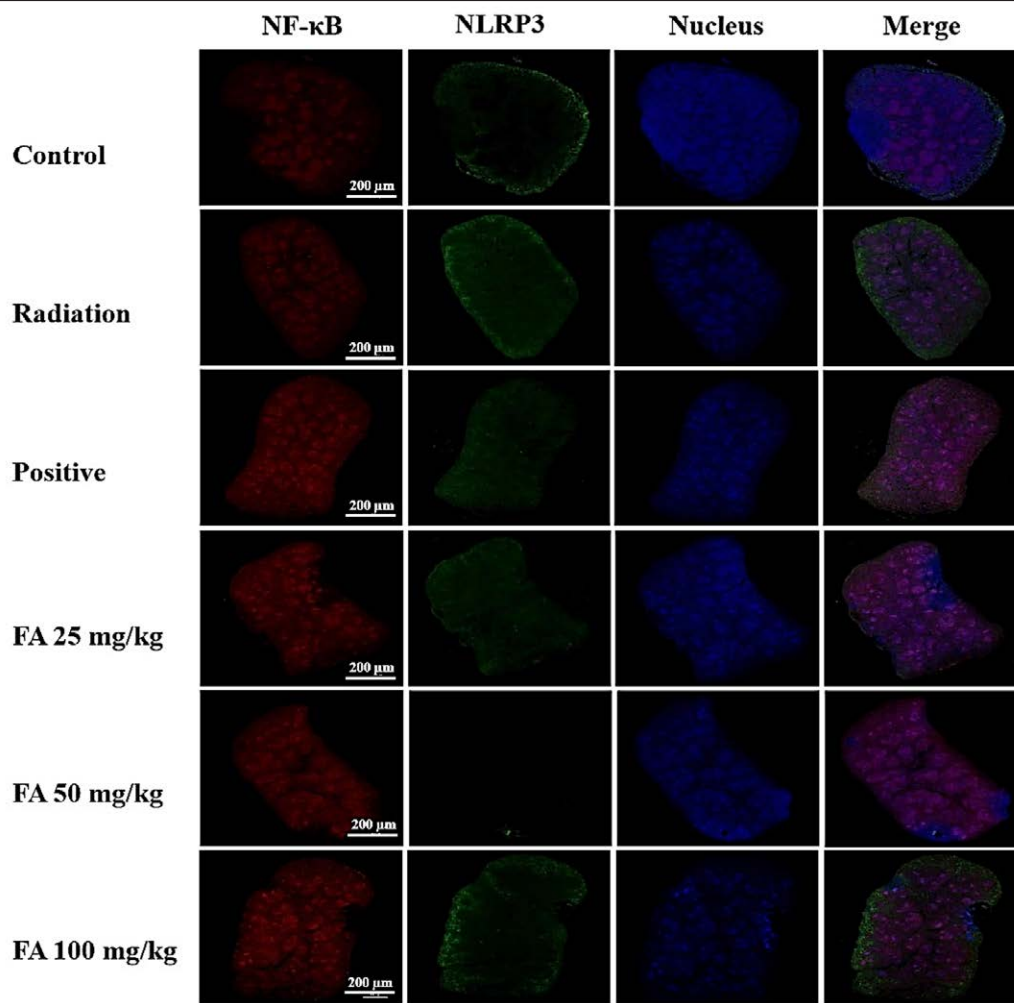 NF-κB NLRP3 Nucleus Merge
Control
200 µm
Radiation
200 µm
Positive
200 µm
FA 25 mg/kg
200 µm
FA 50 mg/kg
200 µm
FA 100 mg/kg
200 µm